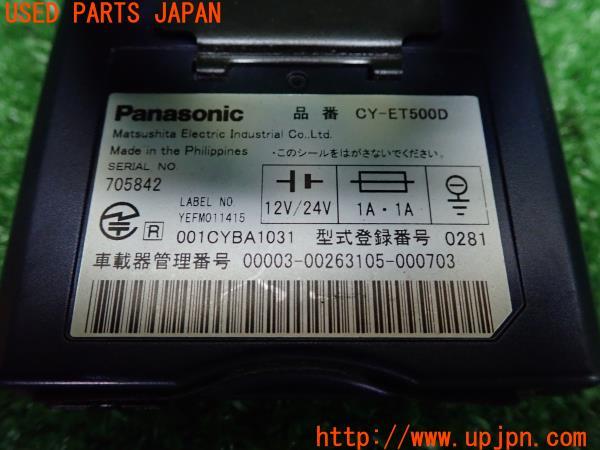 USED PARTS JAPAN
Panasonic 品番 CY-ET500D
Matsushita Electric Industrial Co.,Ltd.
Made in the Philippines ・このシールをはがさないでください。
SERIAL NO.
705842
LABEL NO
YEFM011415
12V/24V 1A・1A
R 001CYBA1031 型式登録番号 0281
車載器管理番号 00003-00263105-000703
http://www.upjpn.com/